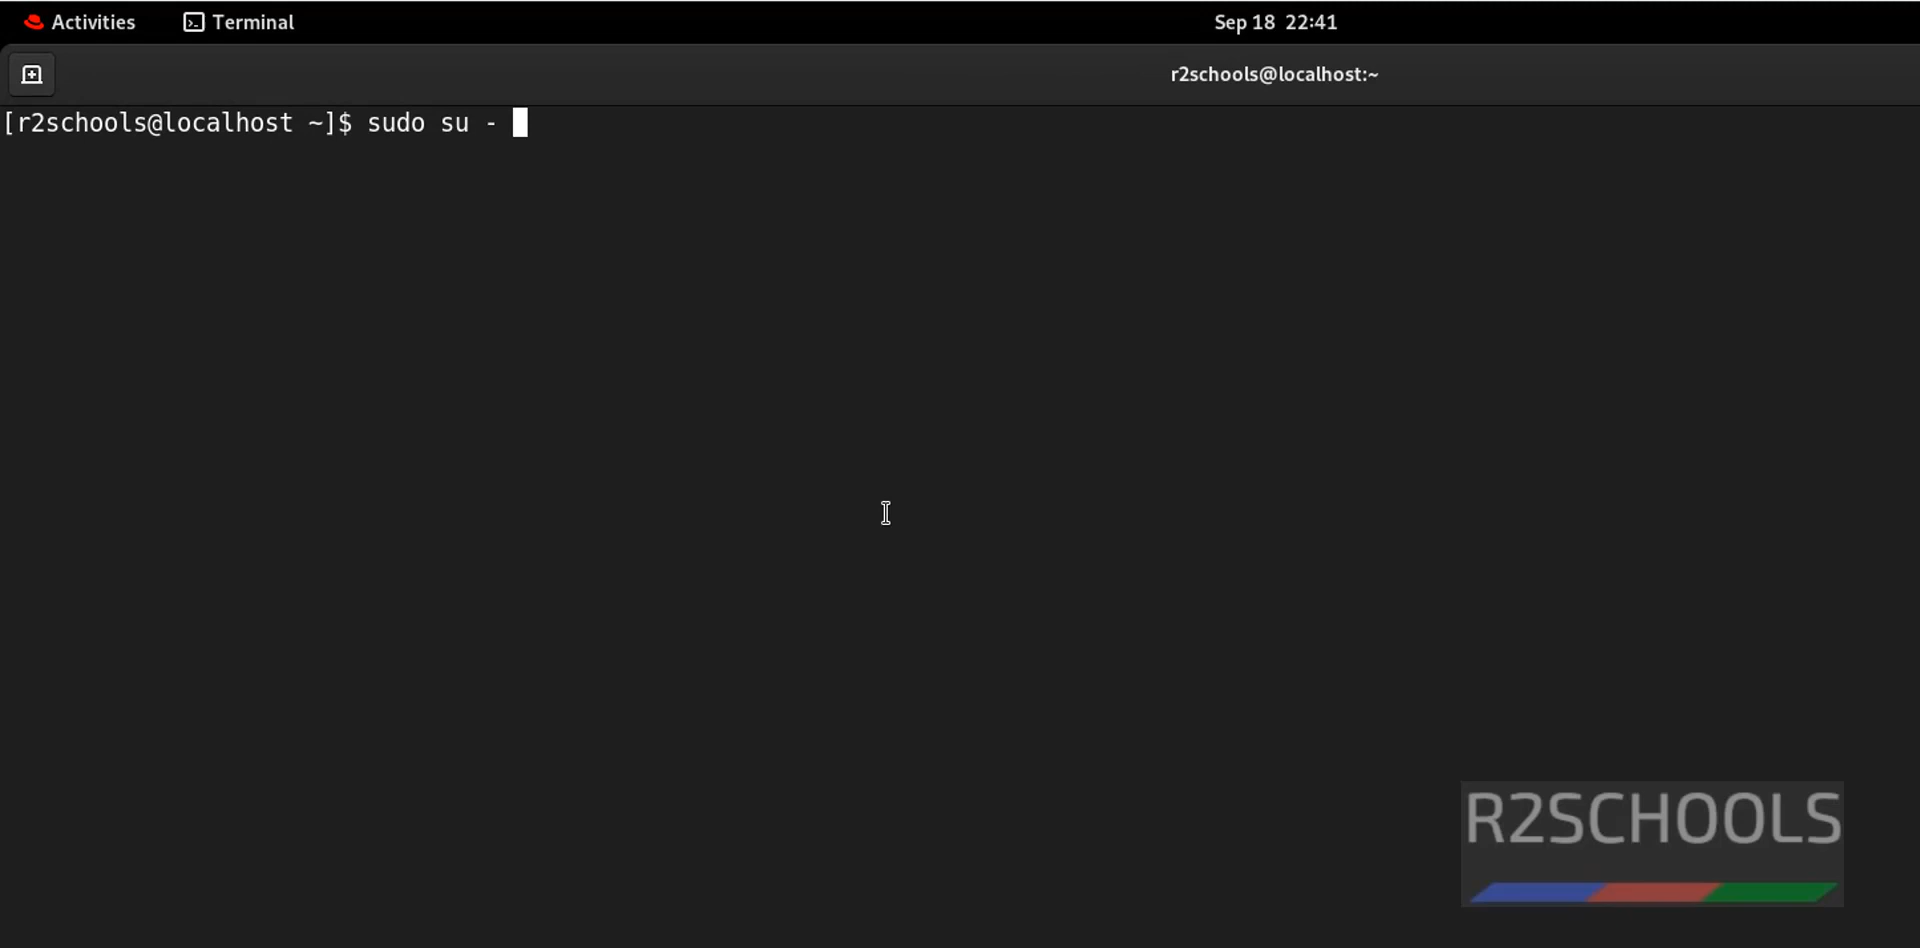 Activities Terminal Sep 18 22:41
r2schools@localhost:~
[r2schools@localhost ~]$ sudo su -
R2SCHOOLS